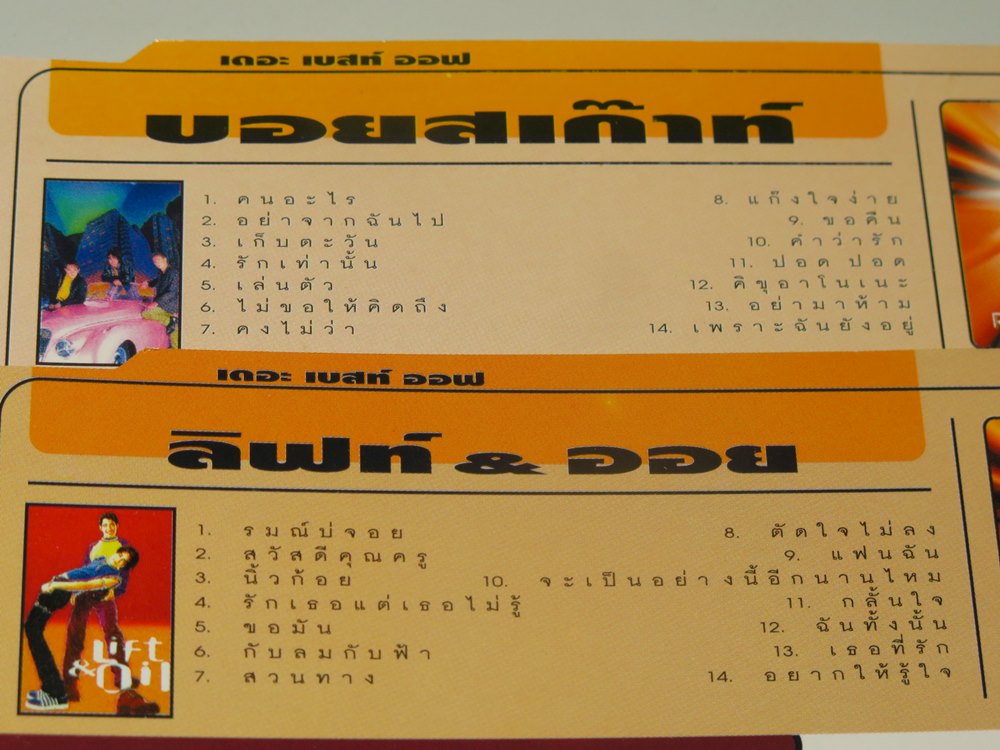 เดอะ เบสท์ ออฟ
บอยสเก๊าท์
1. คนอะไร
2. อย่าจากฉันไป
3. เก็บตะวัน
4. รักเท่านั้น
5. เล่นตัว
6. ไม่ขอให้คิดถึง
7. คงไม่ว่า
8. แก๊งใจง่าย
9. ขอคืน
10. คำว่ารัก
11. ปอด ปอด
12. คิขุอาโนเนะ
13. อย่ามาห้าม
14. เพราะฉันยังอยู่
เดอะ เบสท์ ออฟ
ลิฟท์ & ออย
1. รมณ์บ่จอย
2. สวัสดีคุณครู
3. นิ้วก้อย
4. รักเธอแต่เธอไม่รู้
5. ขอมัน
6. กับลมกับฟ้า
7. สวนทาง
8. ตัดใจไม่ลง
9. แฟนฉัน
10. จะเป็นอย่างนี้อีกนานไหม
11. กลั้นใจ
12. ฉันทั้งนั้น
13. เธอที่รัก
14. อยากให้รู้ใจ
Lift
&Oil